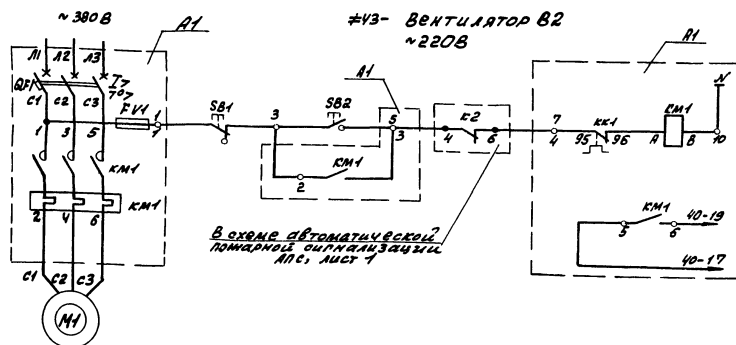 ~380В
#43- Вентилятор В2
~220В
А1
А1
А1
Л1 Л2 Л3
QF
I>
T°>
С1 С2 С3
FV1
1
1
SB1
3
SB2
5
3
К2
4
6
7
4
КК1
95
96
КМ1
А
В
N
10
1 3 5
КМ1
2
КМ1
2 4 6
КМ1
С1 С2 С3
М1
В схеме автоматической
пожарной сигнализации
АПС, лист 1
КМ1
5
6
40-19
40-17